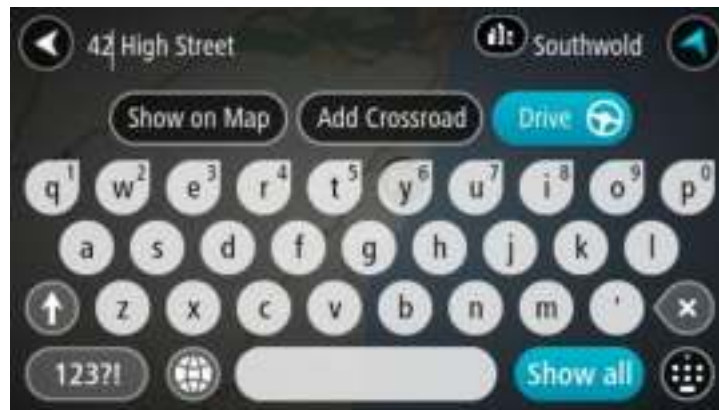 42 High Street Southwold
Show on Map Add Crossroad Drive
q1 w2 e3 r4 t5 y6 u7 i8 o9 p0
a s d f g h j k l
z x c v b n m '
123?! Show all